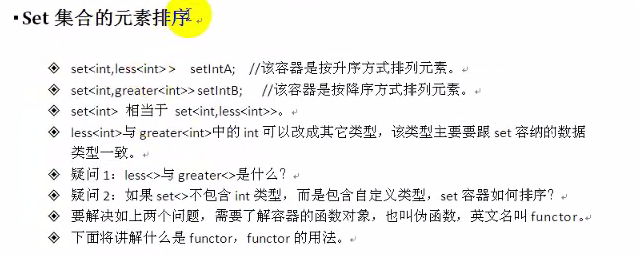 ▪Set 集合的元素排序
◈ set<int,less<int> > setIntA; //该容器是按升序方式排列元素。
◈ set<int,greater<int>> setIntB; //该容器是按降序方式排列元素。
◈ set<int> 相当于 set<int,less<int>>。
◈ less<int>与greater<int>中的 int 可以改成其它类型，该类型主要要跟 set 容纳的数据
类型一致。
◈ 疑问 1：less<>与 greater<>是什么？
◈ 疑问 2：如果 set<>不包含 int 类型，而是包含自定义类型，set 容器如何排序？
◈ 要解决如上两个问题，需要了解容器的函数对象，也叫伪函数，英文名叫 functor。
◈ 下面将讲解什么是 functor，functor 的用法。